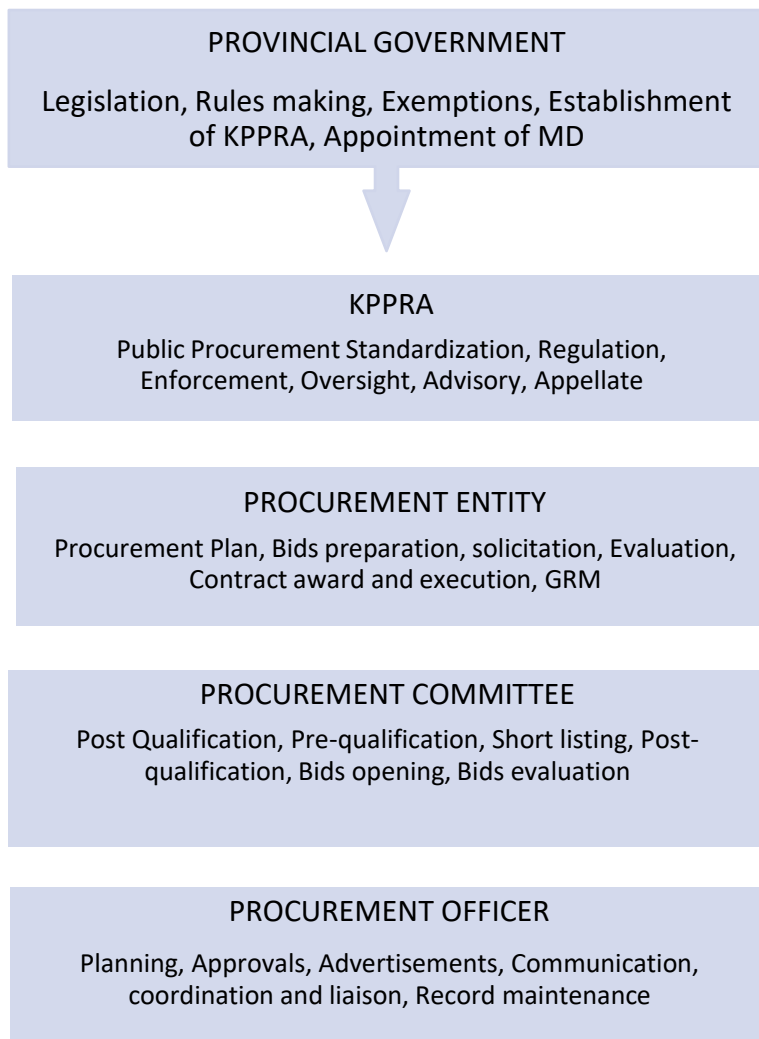 PROVINCIAL GOVERNMENT
Legislation, Rules making, Exemptions, Establishment
of KPPRA, Appointment of MD
KPPRA
Public Procurement Standardization, Regulation,
Enforcement, Oversight, Advisory, Appellate
PROCUREMENT ENTITY
Procurement Plan, Bids preparation, solicitation, Evaluation,
Contract award and execution, GRM
PROCUREMENT COMMITTEE
Post Qualification, Pre-qualification, Short listing, Post-
qualification, Bids opening, Bids evaluation
PROCUREMENT OFFICER
Planning, Approvals, Advertisements, Communication,
coordination and liaison, Record maintenance